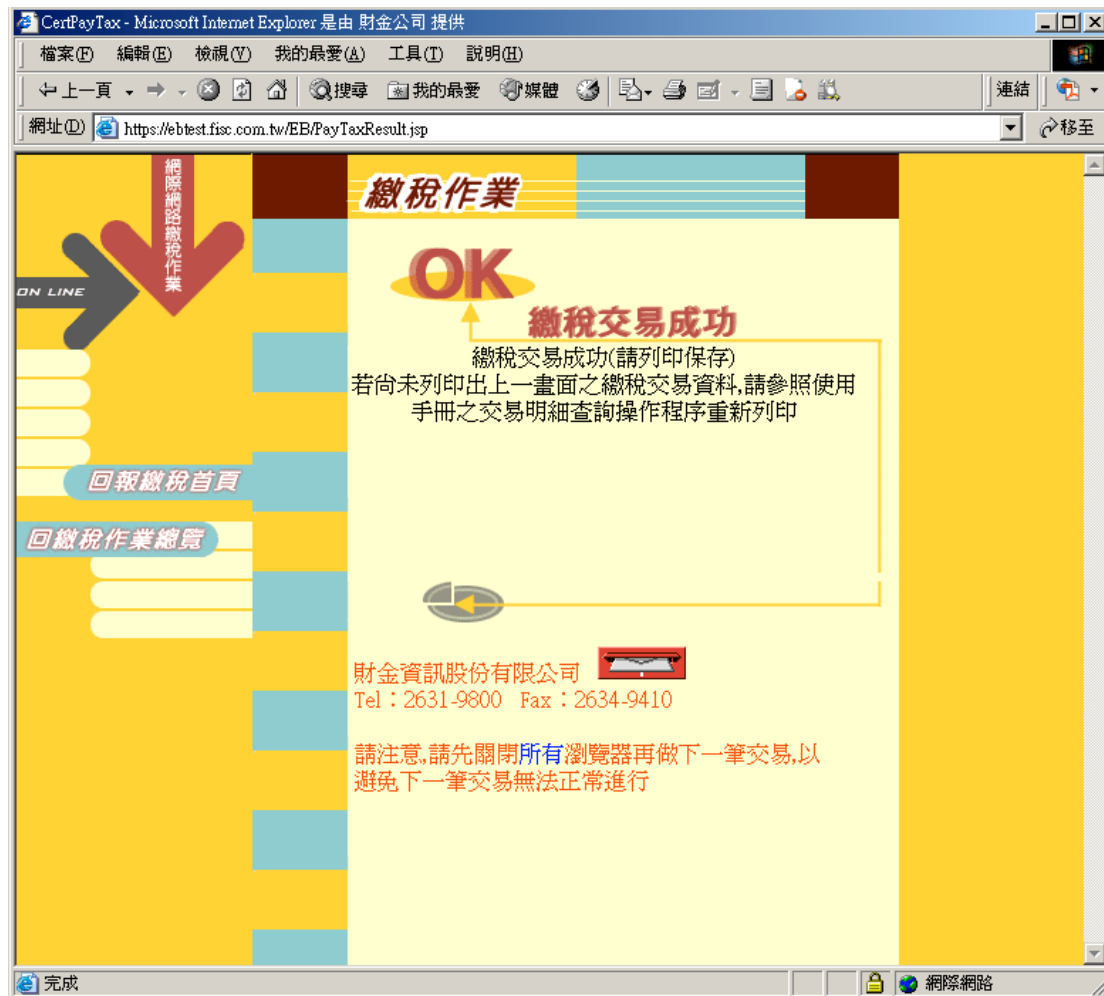 CertPayTax - Microsoft Internet Explorer 是由 財金公司 提供
檔案(F) 編輯(E) 檢視(V) 我的最愛(A) 工具(T) 說明(H)
上一頁 搜尋 我的最愛 媒體 連結
網址(D) https://ebtest.fisc.com.tw/EB/PayTaxResult.jsp 移至
網際網路繳稅作業
繳稅作業
OK
ON LINE
繳稅交易成功
繳稅交易成功(請列印保存)
若尚未列印出上一畫面之繳稅交易資料,請參照使用
手冊之交易明細查詢操作程序重新列印
回報繳稅首頁
回繳稅作業總覽
財金資訊股份有限公司
Tel：2631-9800 Fax：2634-9410
請注意,請先關閉所有瀏覽器再做下一筆交易,以
避免下一筆交易無法正常進行
完成 網際網路